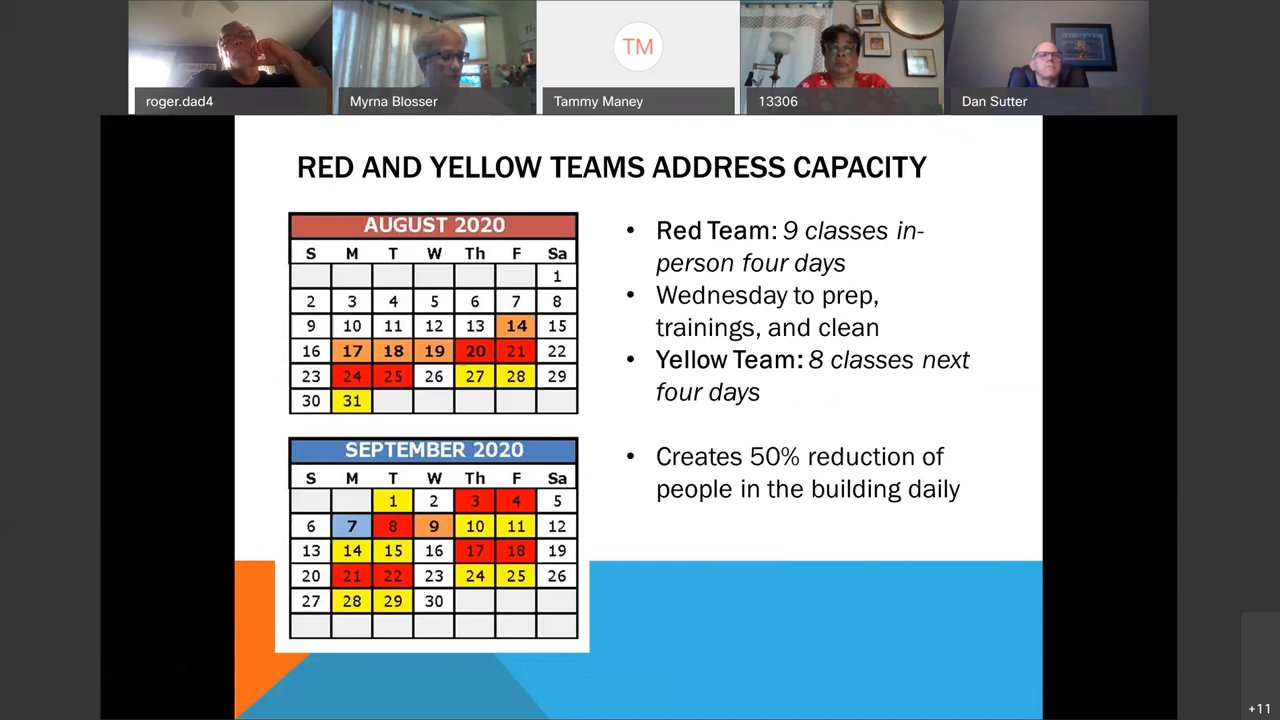 TM
roger.dad4
Myrna Blosser
Tammy Maney
13306
Dan Sutter
RED AND YELLOW TEAMS ADDRESS CAPACITY
AUGUST 2020
S M T W Th F Sa
1
2 3 4 5 6 7 8
9 10 11 12 13 14 15
16 17 18 19 20 21 22
23 24 25 26 27 28 29
30 31
SEPTEMBER 2020
S M T W Th F Sa
1 2 3 4 5
6 7 8 9 10 11 12
13 14 15 16 17 18 19
20 21 22 23 24 25 26
27 28 29 30
• Red Team: 9 classes in-
person four days
• Wednesday to prep,
trainings, and clean
• Yellow Team: 8 classes next
four days
• Creates 50% reduction of
people in the building daily
+11